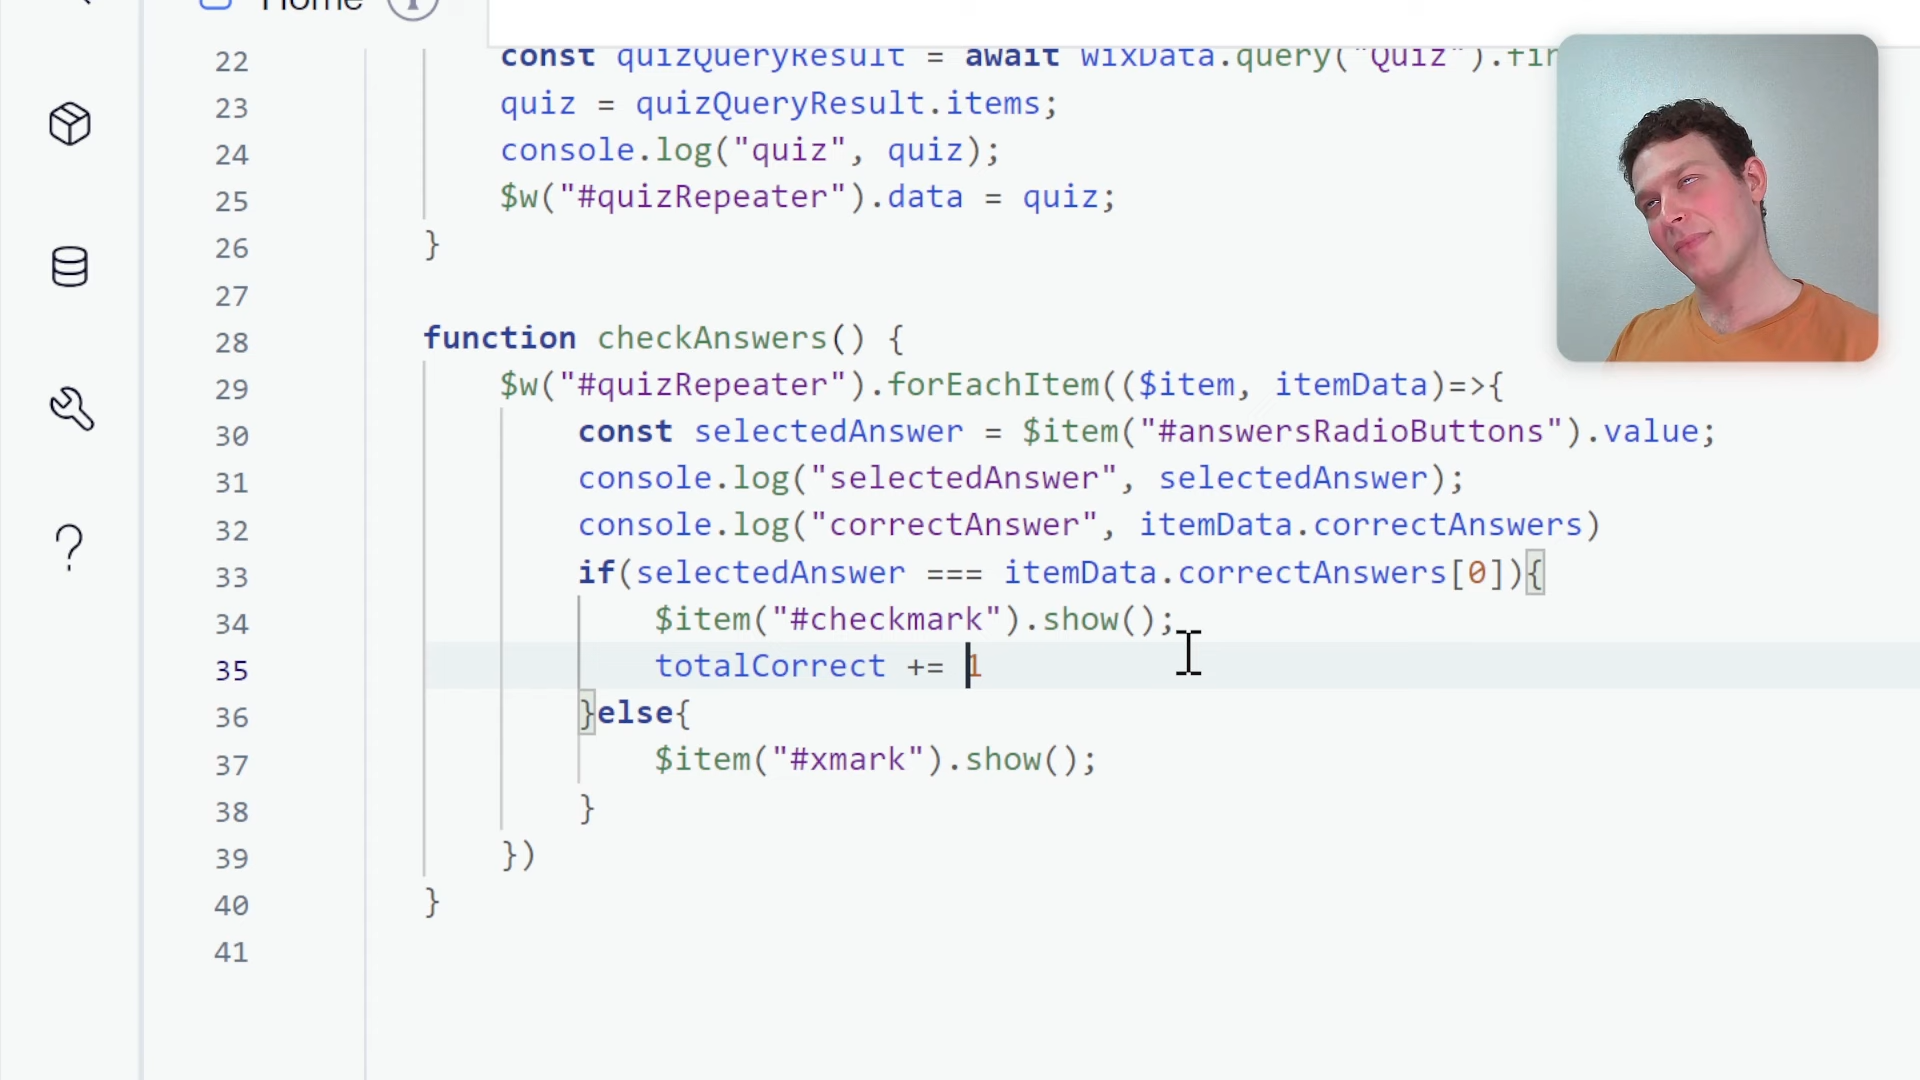 Home
22 const quizQueryResult = await wixData.query("Quiz").fin
23 quiz = quizQueryResult.items;
24 console.log("quiz", quiz);
25 $w("#quizRepeater").data = quiz;
26 }
27
28 function checkAnswers() {
29 $w("#quizRepeater").forEachItem(($item, itemData)=>{
30 const selectedAnswer = $item("#answersRadioButtons").value;
31 console.log("selectedAnswer", selectedAnswer);
32 console.log("correctAnswer", itemData.correctAnswers)
33 if(selectedAnswer === itemData.correctAnswers[0]){
34 $item("#checkmark").show();
35 totalCorrect += 1
36 }else{
37 $item("#xmark").show();
38 }
39 })
40 }
41